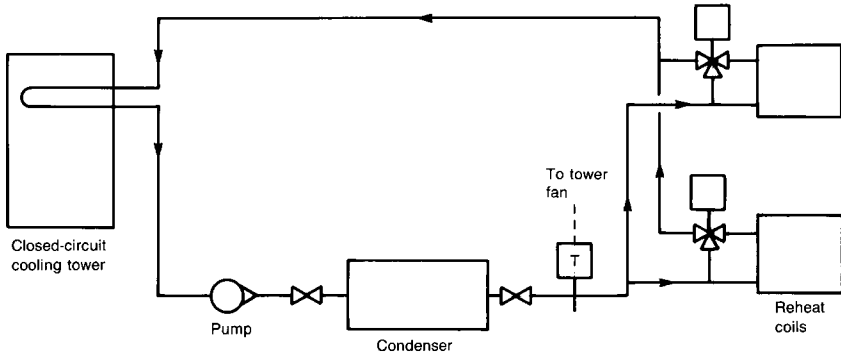 To tower
fan
T
Closed-circuit
cooling tower
Pump
Condenser
Reheat
coils